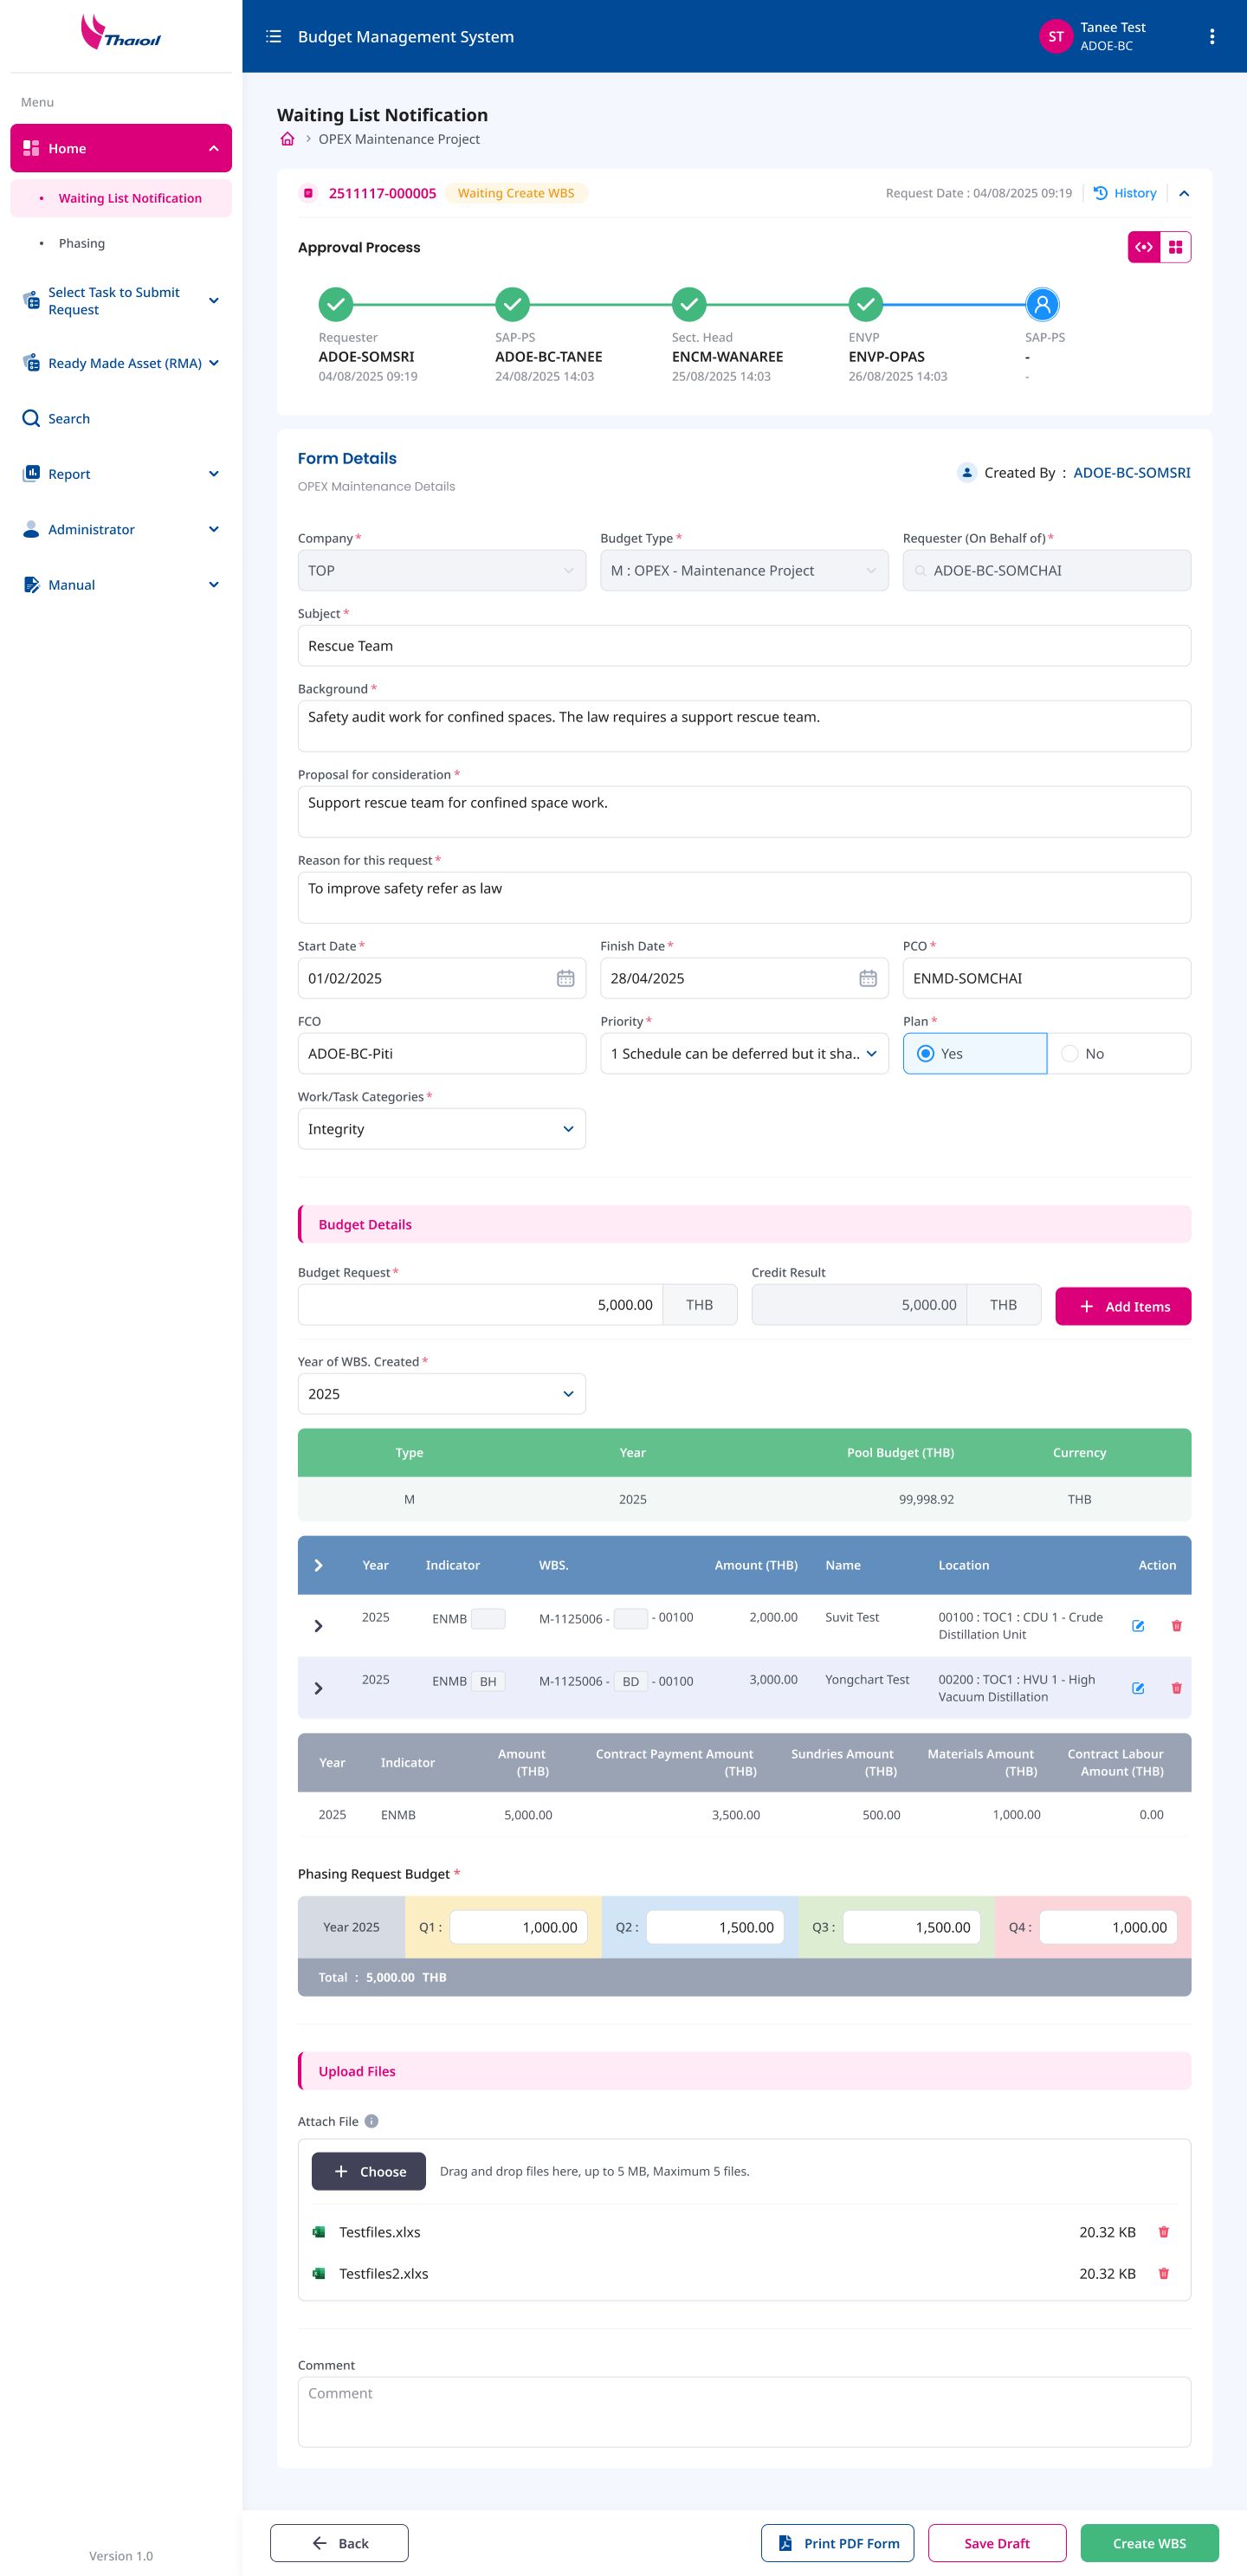 Thaioil
Budget Management System
ST
Tanee Test
ADOE-BC
Menu
Home
Waiting List Notification
Phasing
Select Task to Submit
Request
Ready Made Asset (RMA)
Search
Report
Administrator
Manual
Version 1.0
Waiting List Notification
OPEX Maintenance Project
2511117-000005 Waiting Create WBS Request Date : 04/08/2025 09:19 History
Approval Process
Requester SAP-PS Sect. Head ENVP SAP-PS
ADOE-SOMSRI ADOE-BC-TANEE ENCM-WANAREE ENVP-OPAS -
04/08/2025 09:19 24/08/2025 14:03 25/08/2025 14:03 26/08/2025 14:03 -
Form Details
OPEX Maintenance Details
Created By : ADOE-BC-SOMSRI
Company * Budget Type * Requester (On Behalf of) *
TOP M : OPEX - Maintenance Project ADOE-BC-SOMCHAI
Subject *
Rescue Team
Background *
Safety audit work for confined spaces. The law requires a support rescue team.
Proposal for consideration *
Support rescue team for confined space work.
Reason for this request *
To improve safety refer as law
Start Date * Finish Date * PCO *
01/02/2025 28/04/2025 ENMD-SOMCHAI
FCO Priority * Plan *
ADOE-BC-Piti 1 Schedule can be deferred but it sha.. Yes No
Work/Task Categories *
Integrity
Budget Details
Budget Request * Credit Result
5,000.00 THB 5,000.00 THB + Add Items
Year of WBS. Created *
2025
Type Year Pool Budget (THB) Currency
M 2025 99,998.92 THB
Year Indicator WBS. Amount (THB) Name Location Action
2025 ENMB M-1125006 - - 00100 2,000.00 Suvit Test 00100 : TOC1 : CDU 1 - Crude
Distillation Unit
2025 ENMB BH M-1125006 - BD - 00100 3,000.00 Yongchart Test 00200 : TOC1 : HVU 1 - High
Vacuum Distillation
Year Indicator Amount (THB) Contract Payment Amount (THB) Sundries Amount (THB) Materials Amount (THB) Contract Labour Amount (THB)
2025 ENMB 5,000.00 3,500.00 500.00 1,000.00 0.00
Phasing Request Budget *
Year 2025 Q1 : 1,000.00 Q2 : 1,500.00 Q3 : 1,500.00 Q4 : 1,000.00
Total : 5,000.00 THB
Upload Files
Attach File
+ Choose Drag and drop files here, up to 5 MB, Maximum 5 files.
Testfiles.xlxs 20.32 KB
Testfiles2.xlxs 20.32 KB
Comment
Comment
Back Print PDF Form Save Draft Create WBS